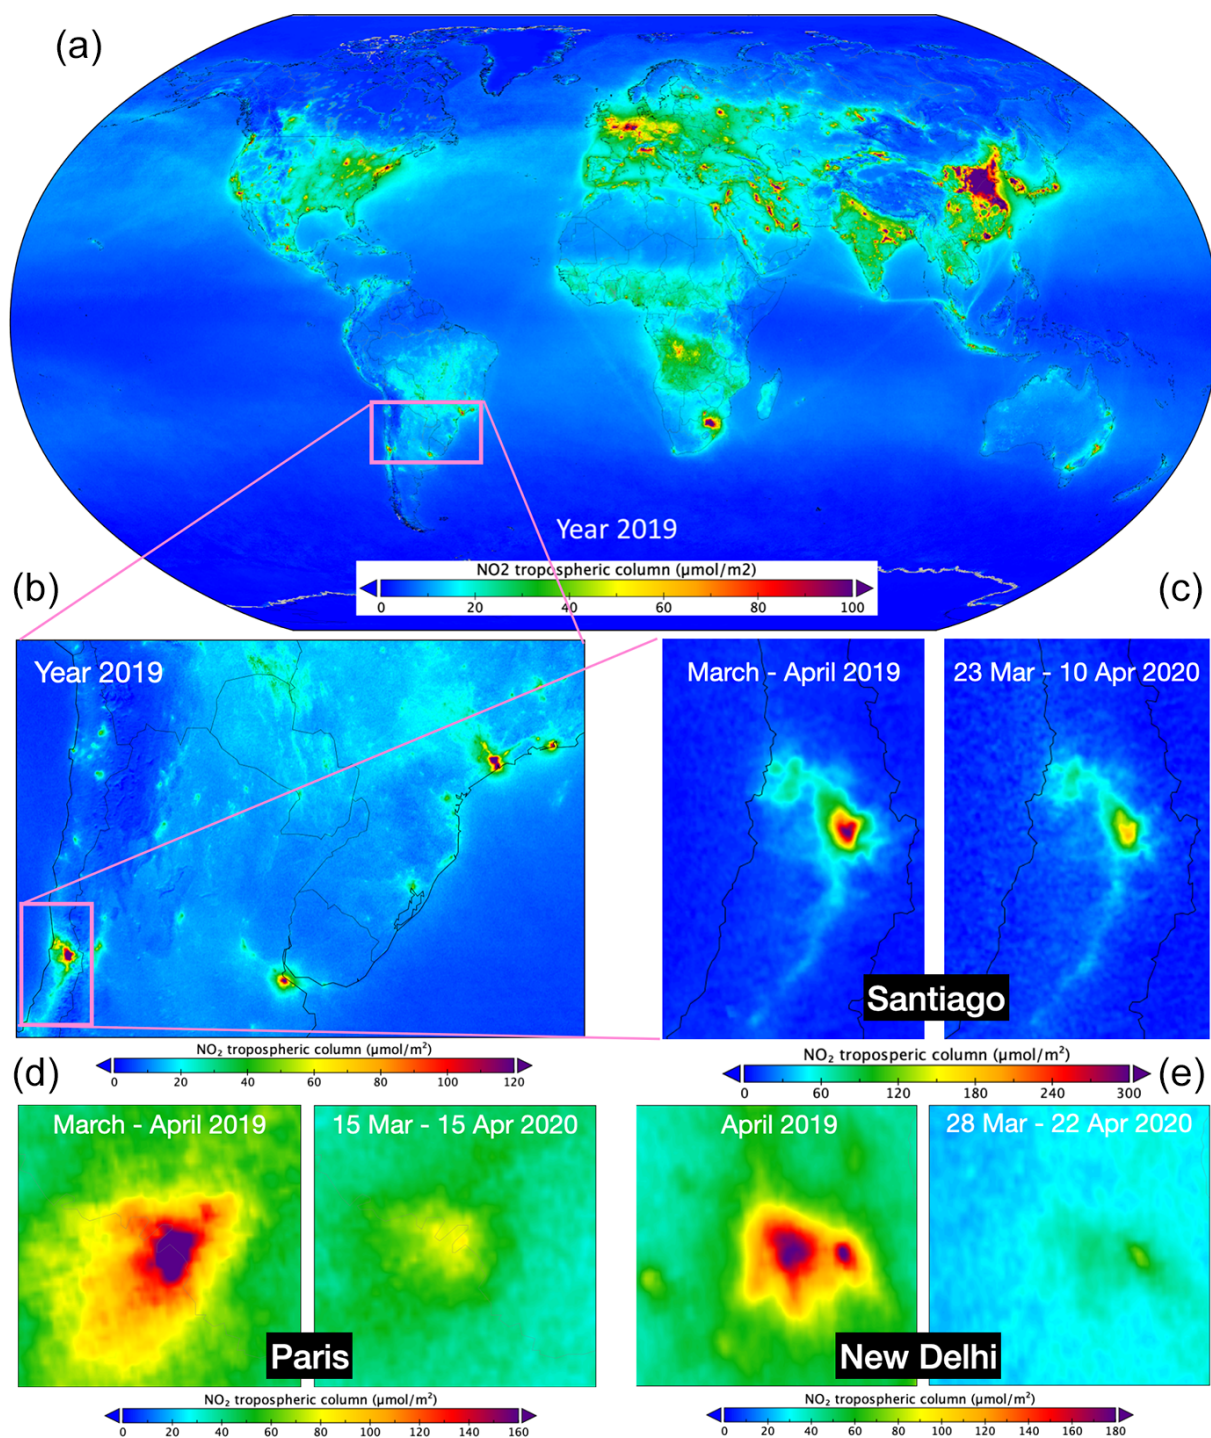 (a)
Year 2019
NO2 tropospheric column (μmol/m2)
0 20 40 60 80 100
(b)
(c)
Year 2019
March - April 2019
23 Mar - 10 Apr 2020
Santiago
NO₂ tropospheric column (μmol/m²)
0 20 40 60 80 100 120
NO₂ troposperic column (μmol/m²)
0 60 120 180 240 300
(d)
(e)
March - April 2019
15 Mar - 15 Apr 2020
April 2019
28 Mar - 22 Apr 2020
Paris
New Delhi
NO₂ tropospheric column (μmol/m²)
0 20 40 60 80 100 120 140 160
NO₂ tropospheric column (μmol/m²)
0 20 40 60 80 100 120 140 160 180